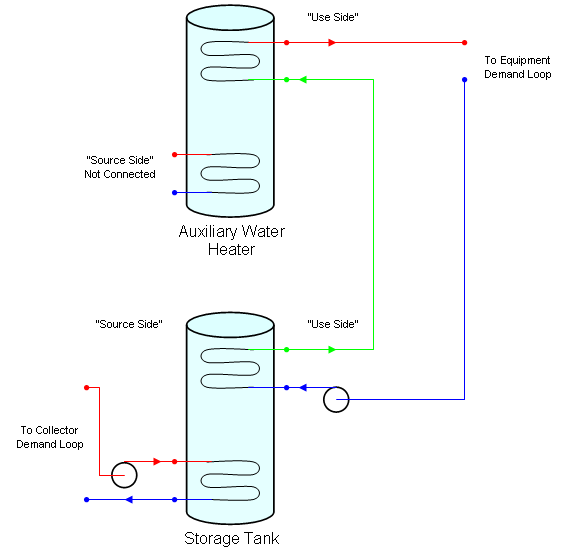 "Use Side"
To Equipment
Demand Loop
"Source Side"
Not Connected
Auxiliary Water
Heater
"Source Side"
"Use Side"
To Collector
Demand Loop
Storage Tank